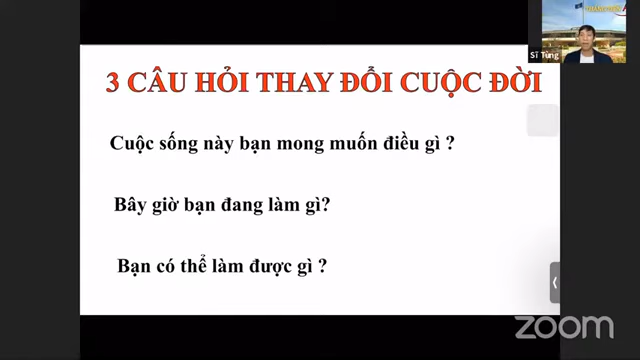 3 CÂU HỎI THAY ĐỔI CUỘC ĐỜI
Sĩ Tùng
Cuộc sống này bạn mong muốn điều gì ?
Bây giờ bạn đang làm gì?
Bạn có thể làm được gì ?
zoom